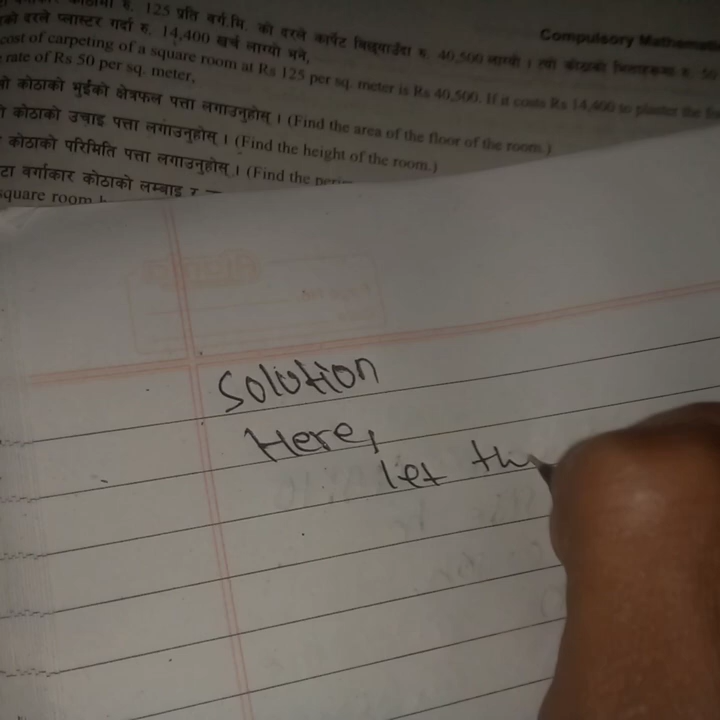 रु. 125 प्रति वर्ग.मि. को दरले कार्पेट बिछ्याउँदा रु. 40,500 लाग्यो । त्यो कोठाको
Compulsory Mathemati
को दरले प्लास्टर गर्दा रु. 14,400 खर्च लाग्यो भने,
cost of carpeting of a square room at Rs 125 per sq. meter is Rs 40,500. If it costs Rs 14,400 to plaster the
rate of Rs 50 per sq. meter,
कोठाको भुईंको क्षेत्रफल पत्ता लगाउनुहोस् । (Find the area of the floor of the room.)
कोठाको उचाइ पत्ता लगाउनुहोस् । (Find the height of the room.)
कोठाको परिमिति पत्ता लगाउनुहोस् । (Find the
टा वर्गाकार कोठाको लम्बाइ र
square room
Solution
Here,
let th